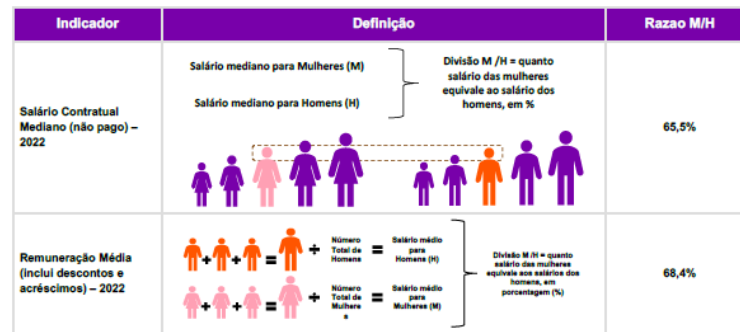 Indicador
Definição
Razao M/H
Salário Contratual
Mediano (não pago) –
2022
Salário mediano para Mulheres (M)
Salário mediano para Homens (H)
Divisão M /H = quanto
salário das mulheres
equivale ao salário dos
homens, em %
65,5%
Remuneração Média
(inclui descontos e
acréscimos) – 2022
+ + = ÷
Número
Total de
Homens
=
Salário médio
para
Homens (H)
+ + = ÷
Número
Total de
Mulhere
s
=
Salário médio
para
Mulheres (M)
Divisão M /H = quanto
salário das mulheres
equivale aos salários dos
homens, em
porcentagem (%)
68,4%